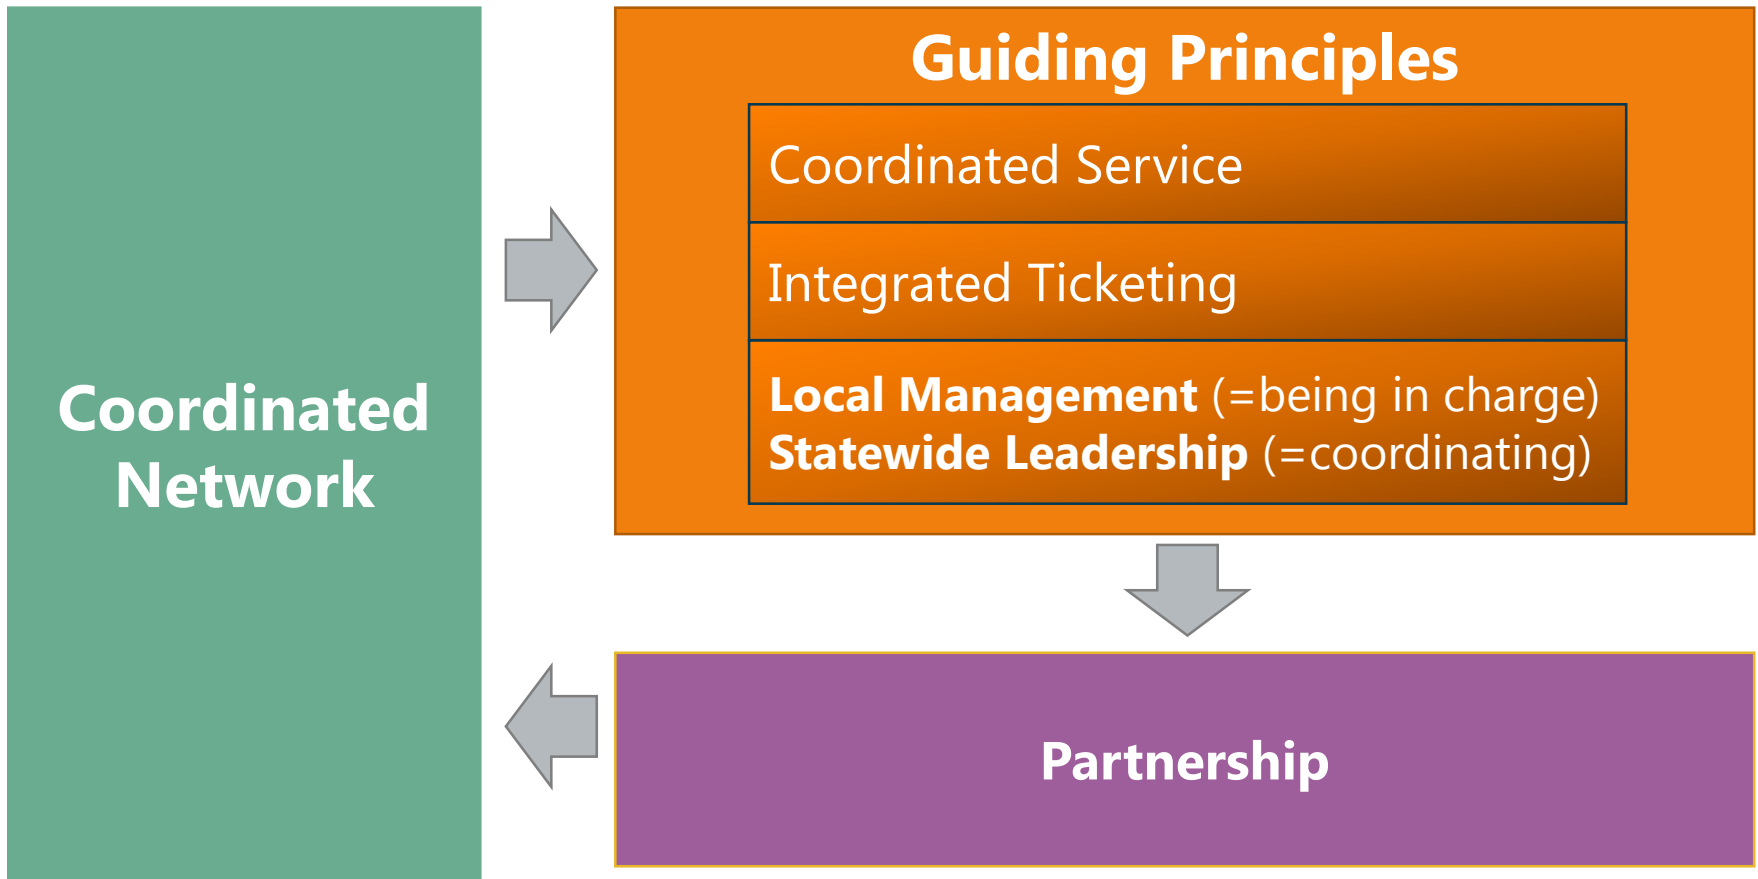 Coordinated
Network
Guiding Principles
Coordinated Service
Integrated Ticketing
Local Management (=being in charge)
Statewide Leadership (=coordinating)
Partnership